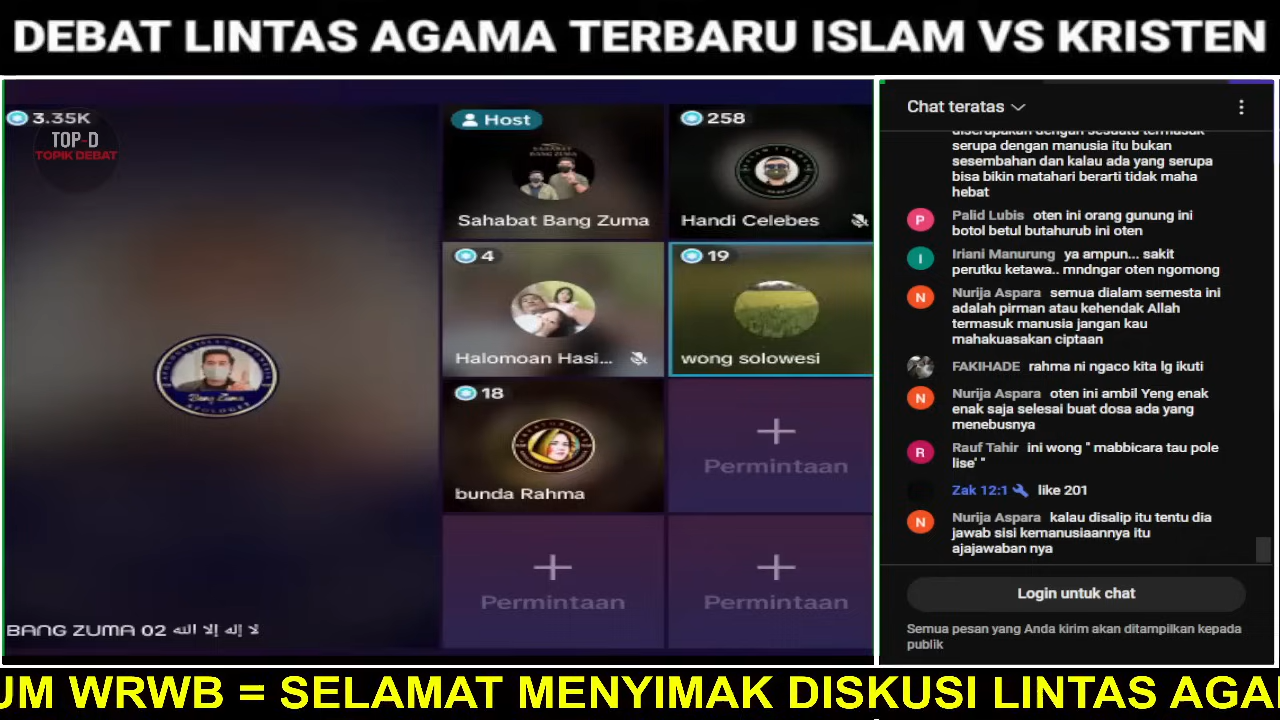 DEBAT LINTAS AGAMA TERBARU ISLAM VS KRISTEN
3.35K
TOP-D
TOPIK DEBAT
BANG ZUMA 02 لا إله إلا الله
Host
Sahabat Bang Zuma
258
Handi Celebes
4
Halomoan Hasi...
19
wong solowesi
18
bunda Rahma
Permintaan
Permintaan
Permintaan
Chat teratas
diserupakan dengan sesuatu termasuk
serupa dengan manusia itu bukan
sesembahan dan kalau ada yang serupa
bisa bikin matahari berarti tidak maha
hebat
P Palid Lubis oten ini orang gunung ini
botol betul butahurub ini oten
I Iriani Manurung ya ampun... sakit
perutku ketawa.. mndngar oten ngomong
N Nurija Aspara semua dialam semesta ini
adalah pirman atau kehendak Allah
termasuk manusia jangan kau
mahakuasakan ciptaan
FAKIHADE rahma ni ngaco kita lg ikuti
N Nurija Aspara oten ini ambil Yeng enak
enak saja selesai buat dosa ada yang
menebusnya
R Rauf Tahir ini wong " mabbicara tau pole
lise' "
Zak 12:1 like 201
N Nurija Aspara kalau disalip itu tentu dia
jawab sisi kemanusiaannya itu
ajajawaban nya
Login untuk chat
Semua pesan yang Anda kirim akan ditampilkan kepada
publik
UM WRWB = SELAMAT MENYIMAK DISKUSI LINTAS AGA